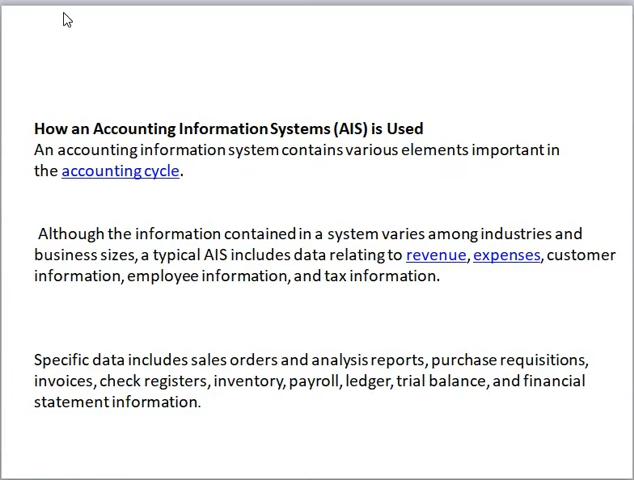 How an Accounting Information Systems (AIS) is Used
An accounting information system contains various elements important in
the accounting cycle.
Although the information contained in a system varies among industries and
business sizes, a typical AIS includes data relating to revenue, expenses, customer
information, employee information, and tax information.
Specific data includes sales orders and analysis reports, purchase requisitions,
invoices, check registers, inventory, payroll, ledger, trial balance, and financial
statement information.